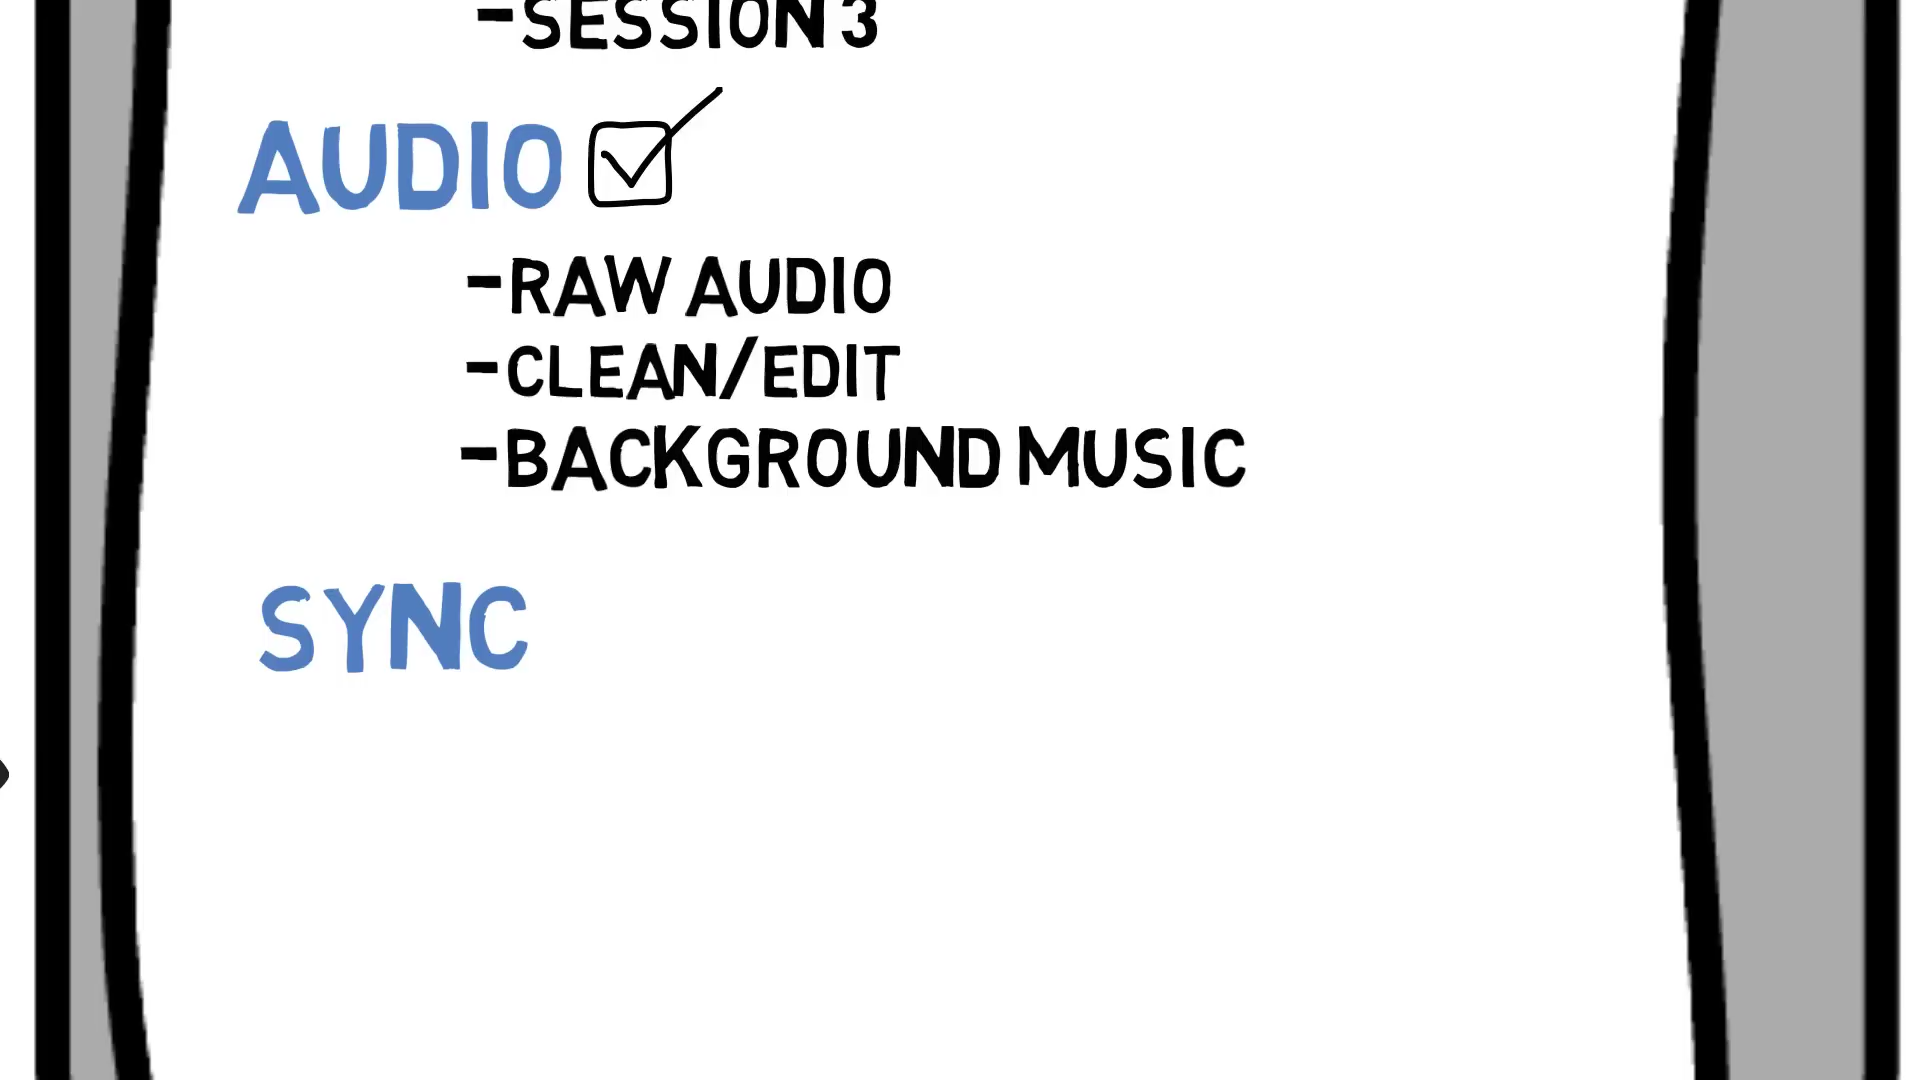 -SESSION 3
AUDIO
-RAW AUDIO
-CLEAN/EDIT
-BACKGROUND MUSIC
SYNC